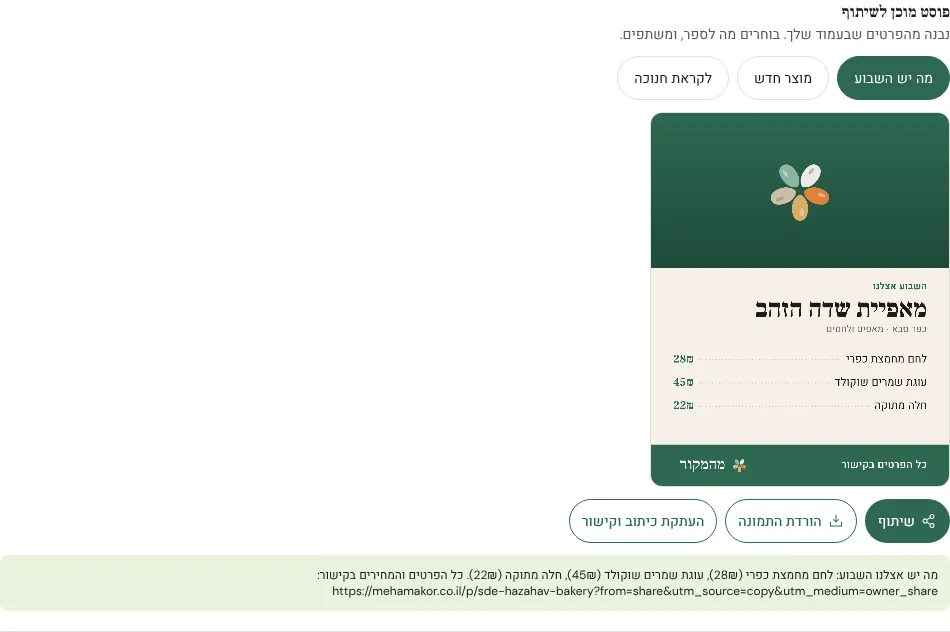 פוסט מוכן לשיתוף
נבנה מהפרטים שבעמוד שלך. בוחרים מה לספר, ומשתפים.
מה יש השבוע
מוצר חדש
לקראת חנוכה
השבוע אצלנו
מאפיית שדה הזהב
כפר סבא · מאפים ולחמים
לחם מחמצת כפרי ₪28
עוגת שמרים שוקולד ₪45
חלה מתוקה ₪22
כל הפרטים בקישור
מהמקור
שיתוף
הורדת התמונה
העתקת כיתוב וקישור
מה יש אצלנו השבוע: לחם מחמצת כפרי (₪28), עוגת שמרים שוקולד (₪45), חלה מתוקה (₪22). כל הפרטים והמחירים בקישור:
https://mehamakor.co.il/p/sde-hazahav-bakery?from=share&utm_source=copy&utm_medium=owner_share